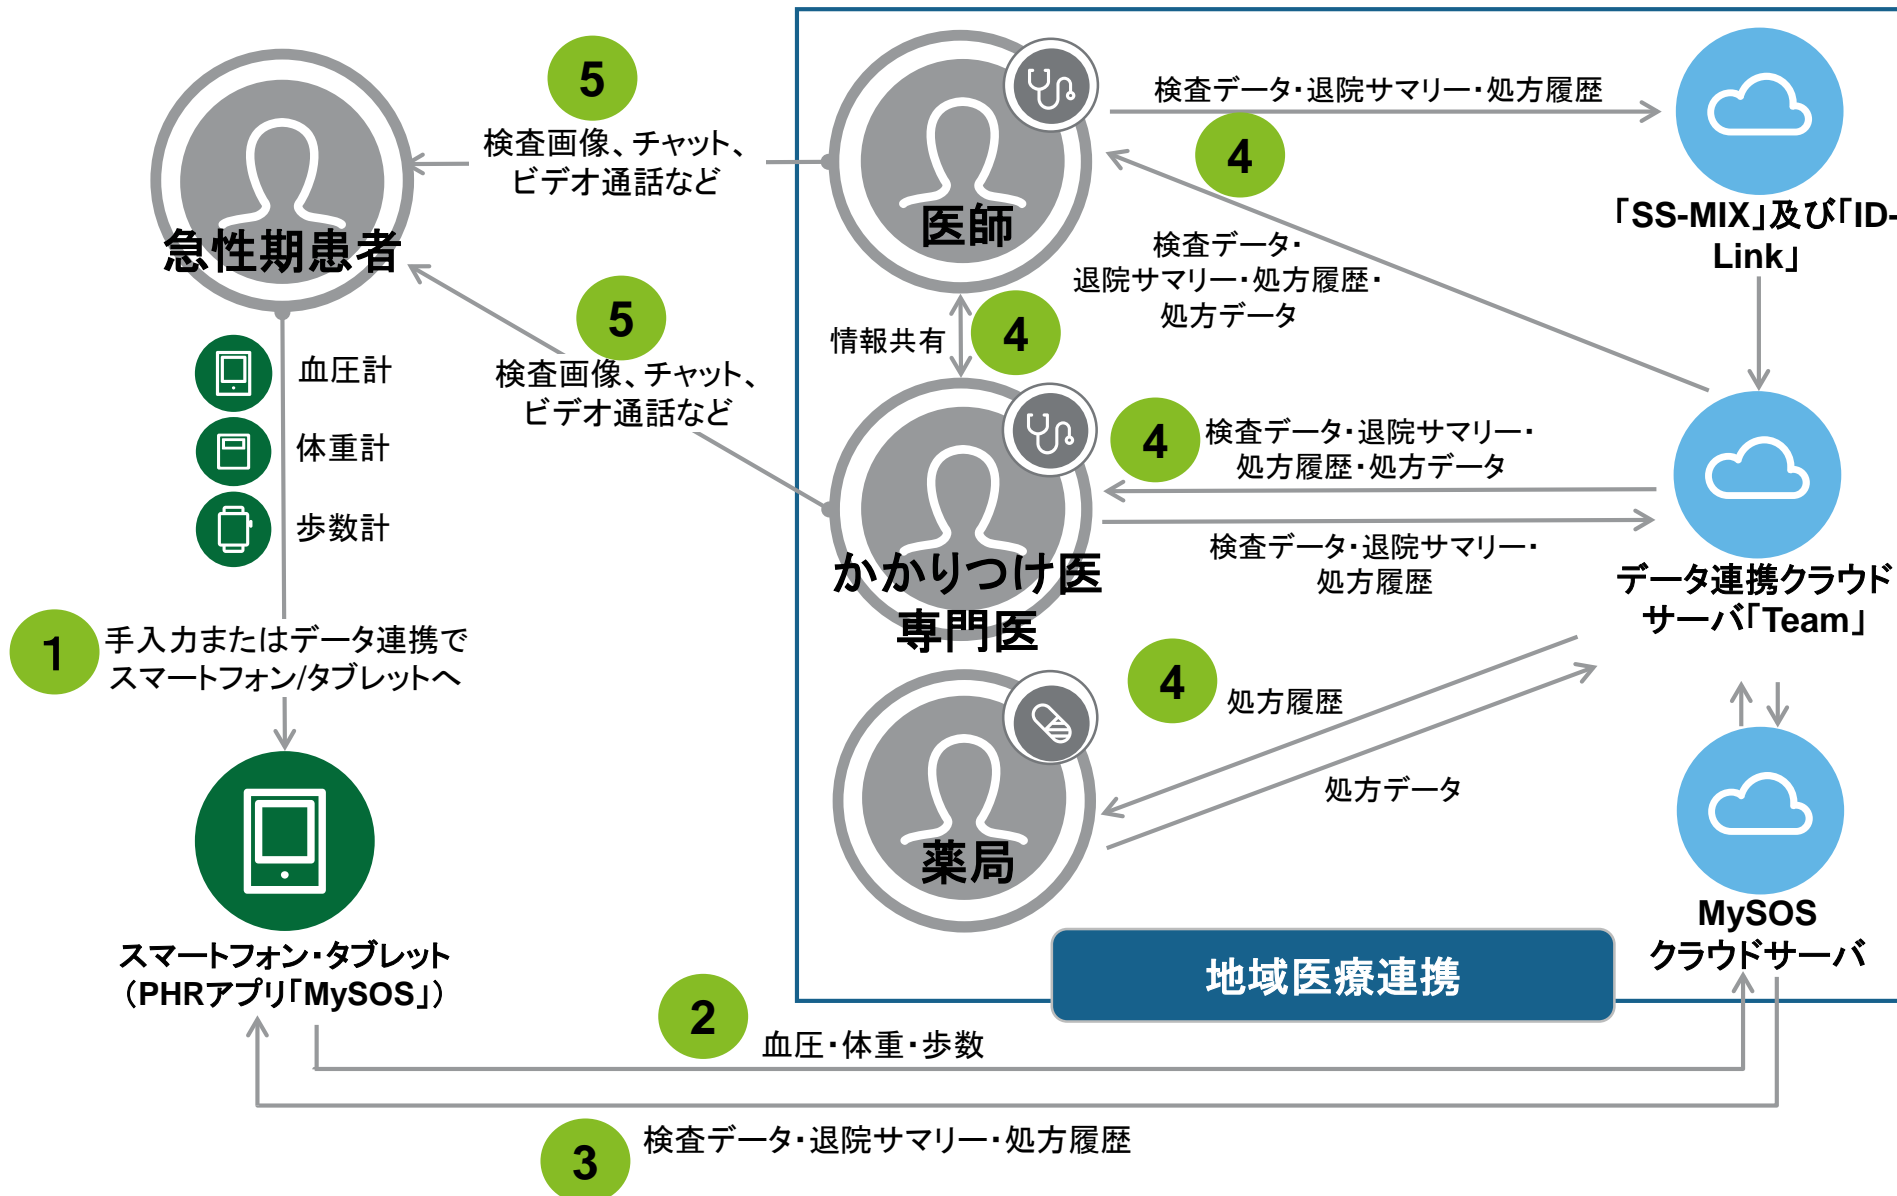 5
検査画像、チャット、
ビデオ通話など
急性期患者
5
検査画像、チャット、
ビデオ通話など
血圧計
体重計
歩数計
1
手入力またはデータ連携で
スマートフォン/タブレットへ
スマートフォン・タブレット
（PHRアプリ「MySOS」）
医師
検査データ・退院サマリー・処方履歴
4
検査データ・
退院サマリー・処方履歴・
処方データ
「SS-MIX」及び「ID-
Link」
情報共有
4
かかりつけ医
専門医
4
検査データ・退院サマリー・
処方履歴・処方データ
検査データ・退院サマリー・
処方履歴
データ連携クラウド
サーバ「Team」
薬局
4
処方履歴
処方データ
MySOS
クラウドサーバ
地域医療連携
2
血圧・体重・歩数
3
検査データ・退院サマリー・処方履歴